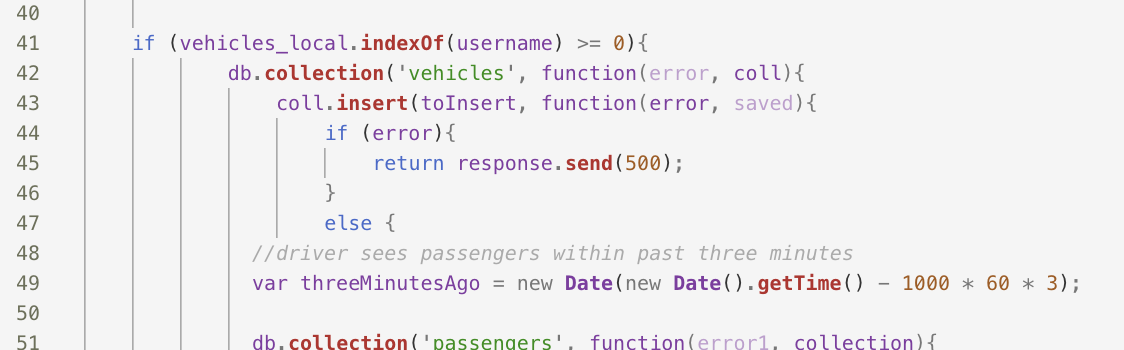 40
41 if (vehicles_local.indexOf(username) >= 0){
42 db.collection('vehicles', function(error, coll){
43 coll.insert(toInsert, function(error, saved){
44 if (error){
45 return response.send(500);
46 }
47 else {
48 //driver sees passengers within past three minutes
49 var threeMinutesAgo = new Date(new Date().getTime() - 1000 * 60 * 3);
50
51 db.collection('passengers', function(error1, collection){